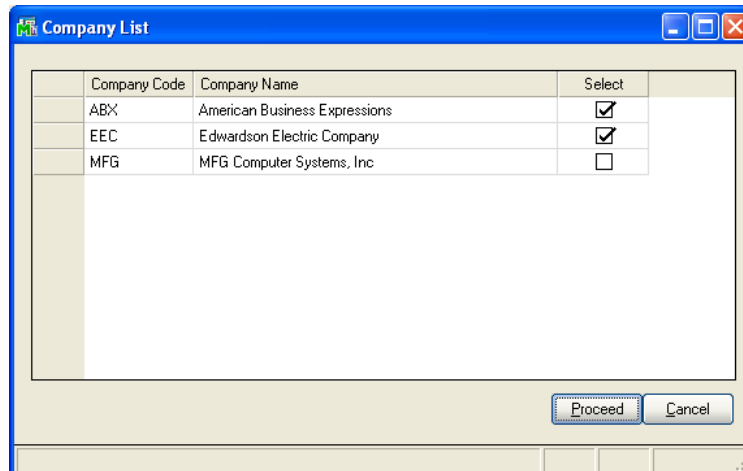 Company List
Company Code Company Name Select
ABX American Business Expressions
EEC Edwardson Electric Company
MFG MFG Computer Systems, Inc
Proceed Cancel